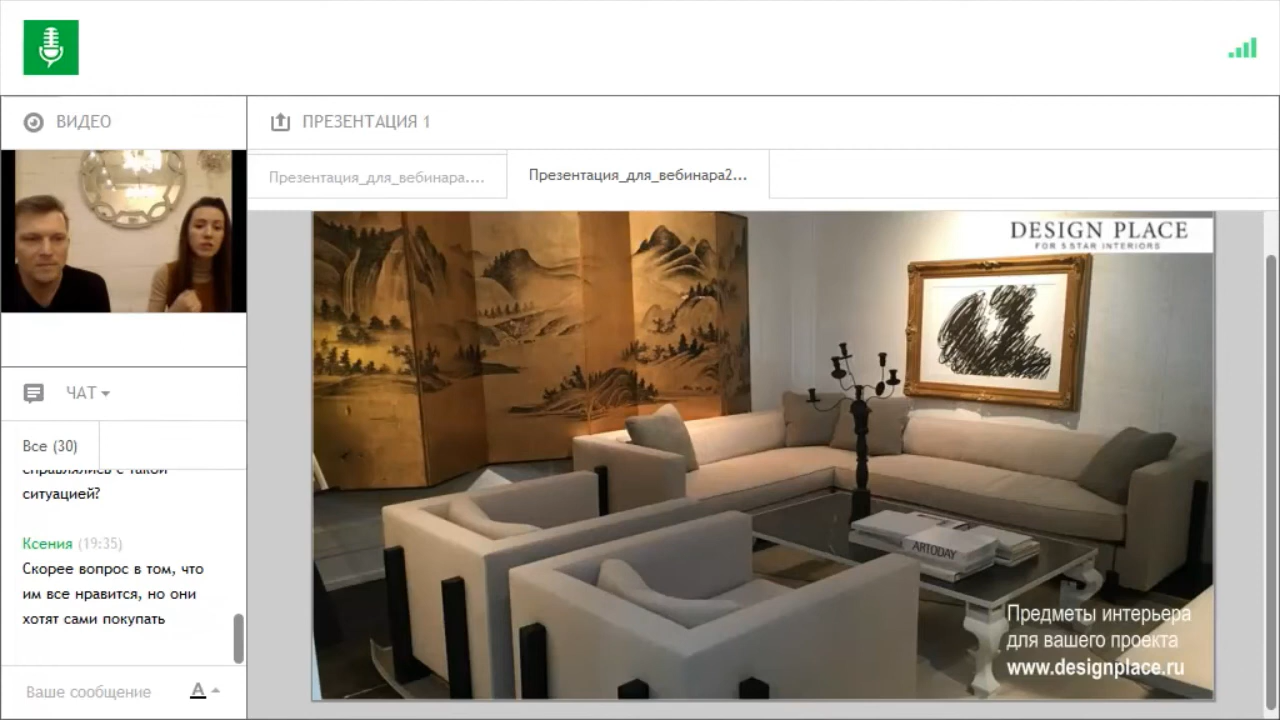 ВИДЕО
ПРЕЗЕНТАЦИЯ 1
Презентация_для_вебинара....
Презентация_для_вебинара2...
DESIGN PLACE
FOR 5 STAR INTERIORS
ARTODAY
Предметы интерьера
для вашего проекта
www.designplace.ru
ЧАТ
Все (30)
справлялись с такой
ситуацией?
Ксения (19:35)
Скорее вопрос в том, что
им все нравится, но они
хотят сами покупать
Ваше сообщение
A